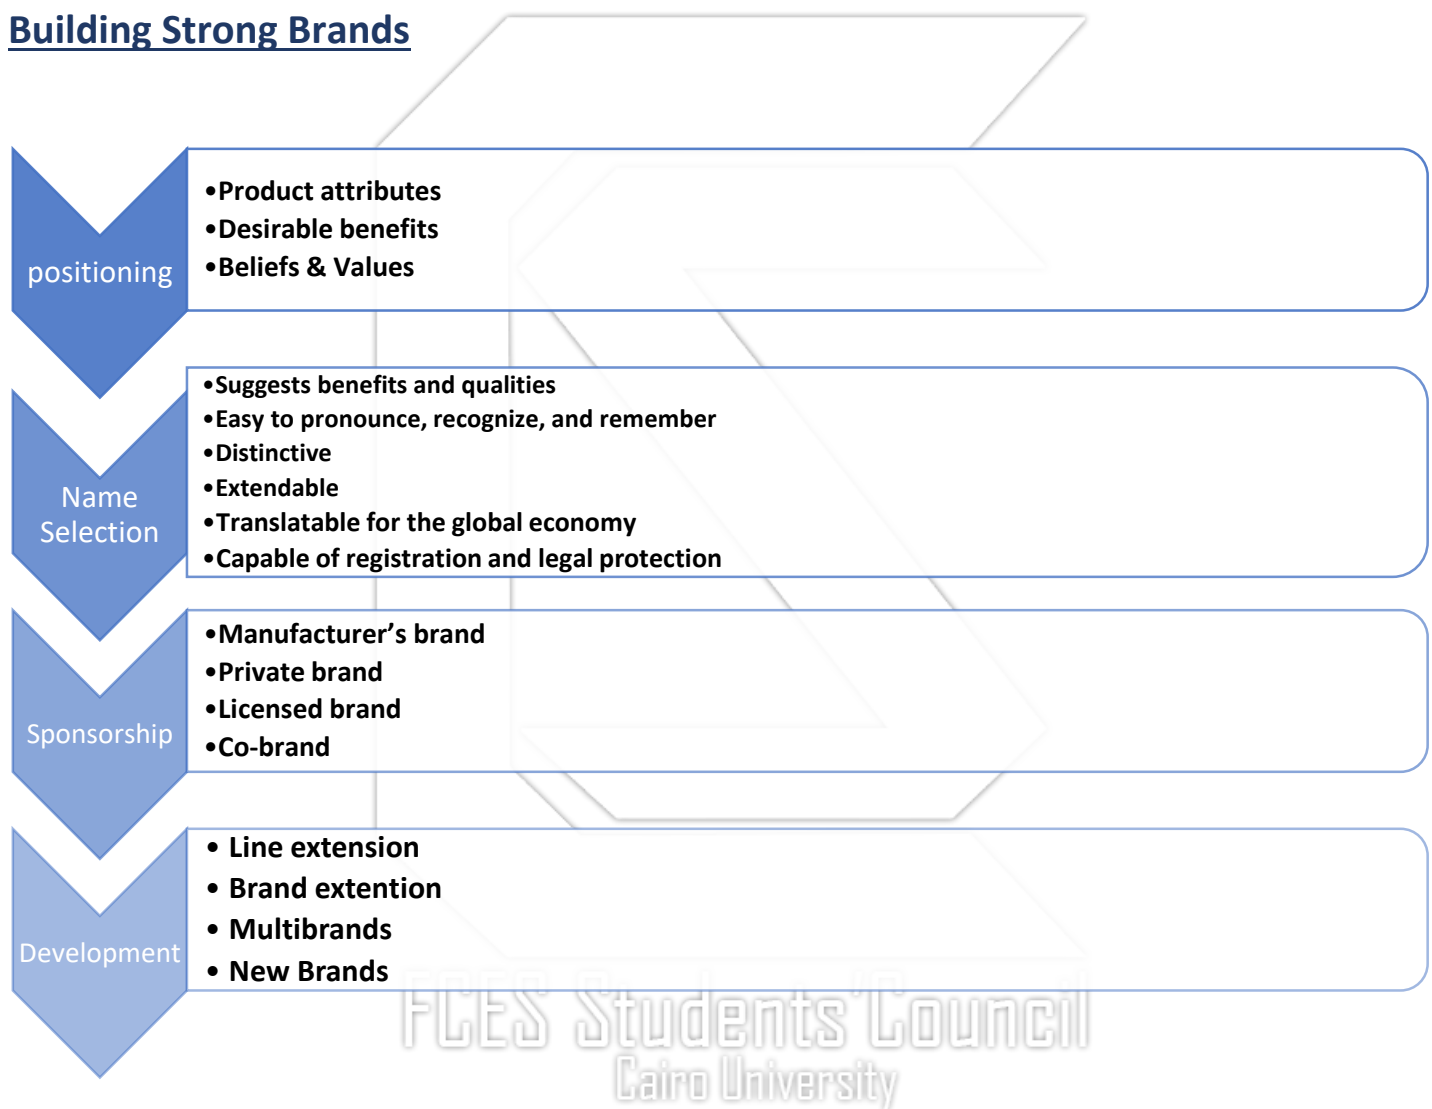 Building Strong Brands
positioning
•Product attributes
•Desirable benefits
•Beliefs & Values
Name
Selection
•Suggests benefits and qualities
•Easy to pronounce, recognize, and remember
•Distinctive
•Extendable
•Translatable for the global economy
•Capable of registration and legal protection
Sponsorship
•Manufacturer’s brand
•Private brand
•Licensed brand
•Co-brand
Development
• Line extension
• Brand extention
• Multibrands
• New Brands
FCES Students'Council
Cairo University